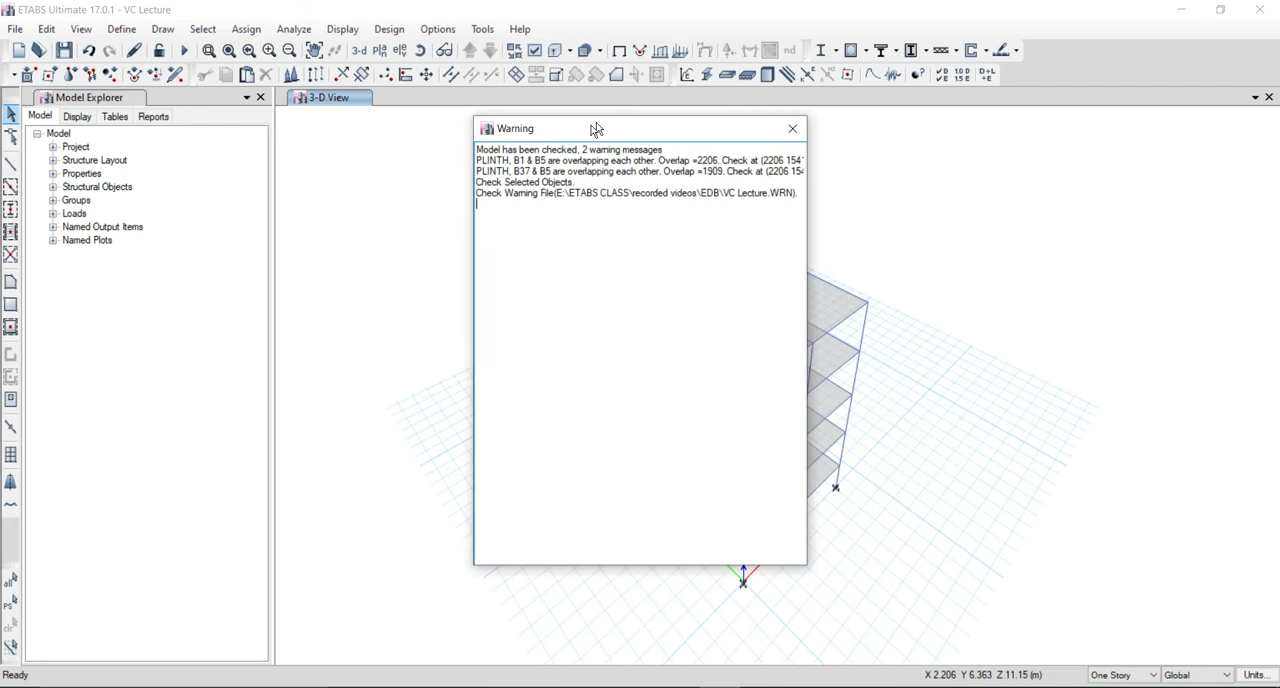 ETABS Ultimate 17.0.1 - VC Lecture
File Edit View Define Draw Select Assign Analyze Display Design Options Tools Help
3-d
nd
Model Explorer
3-D View
Model Display Tables Reports
Model
Project
Structure Layout
Properties
Structural Objects
Groups
Loads
Named Output Items
Named Plots
Warning
Model has been checked, 2 warning messages
PLINTH, B1 & B5 are overlapping each other. Overlap =2206. Check at (2206 154
PLINTH, B37 & B5 are overlapping each other. Overlap =1909. Check at (2206 15
Check Selected Objects.
Check Warning File(E:\ETABS CLASS\recorded videos\EDB\VC Lecture.WRN).
all
PS
clr
Ready
X 2.206 Y 6.363 Z 11.15 (m)
One Story
Global
Units...